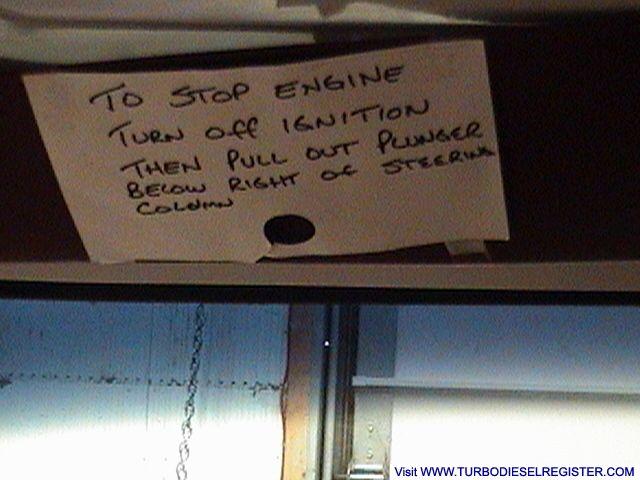 TO STOP ENGINE
TURN OFF IGNITION
THEN PULL OUT PLUNGER
BELOW RIGHT OF STEERING
COLUMN
Visit WWW.TURBODIESELREGISTER.COM